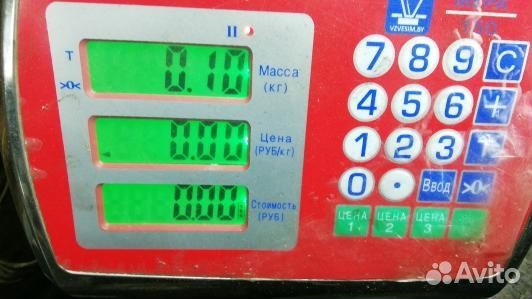 VZVESIM.BY
Т
>0<
0.10
Масса
(кг)
0.00
Цена
(РУБ/кг)
0.00
Стоимость
(РУБ)
7 8 9 C
4 5 6 +
1 2 3
0 . Ввод >0<
ЦЕНА 1
ЦЕНА 2
ЦЕНА 3
Avito